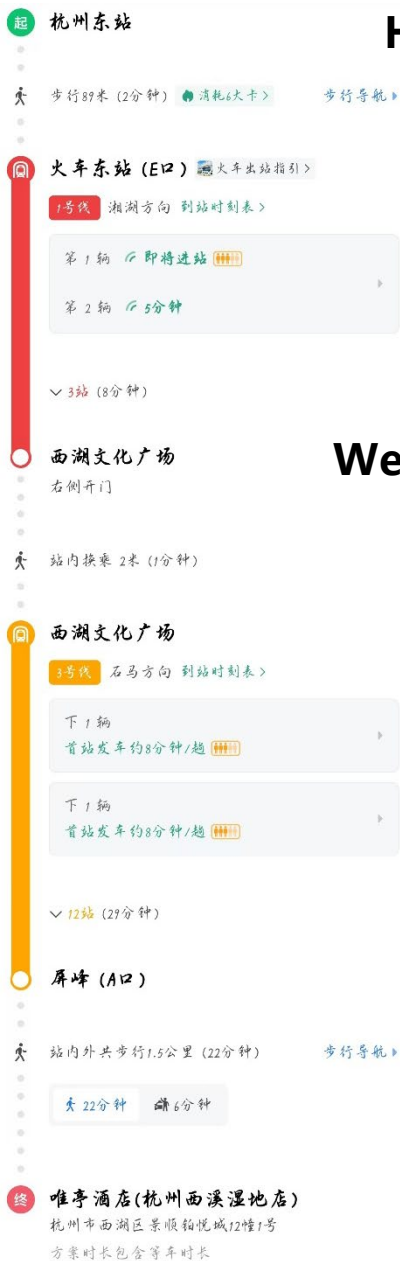 起 杭州东站
H
步行89米 (2分钟) 消耗6大卡> 步行导航
火车东站 (E口) 火车出站指引>
1号线 湘湖方向 到站时刻表>
第 1 辆 即将进站
第 2 辆 5分钟
3站 (8分钟)
西湖文化广场
We
右侧开门
站内换乘 2米 (1分钟)
西湖文化广场
3号线 石马方向 到站时刻表>
下 1 辆
首站发车约8分钟/趟
下 1 辆
首站发车约8分钟/趟
12站 (29分钟)
屏峰 (A口)
站内外共步行1.5公里 (22分钟) 步行导航
22分钟 6分钟
终 唯亭酒店(杭州西溪湿地店)
杭州市西湖区景顺铂悦城12幢1号
方案时长包含等车时长